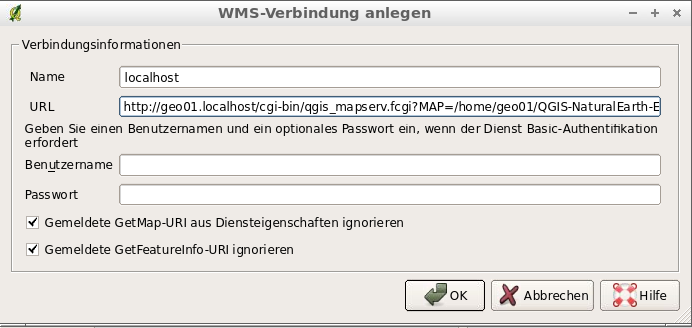 WMS-Verbindung anlegen
Verbindungsinformationen
Name localhost
URL http://geo01.localhost/cgi-bin/qgis_mapserv.fcgi?MAP=/home/geo01/QGIS-NaturalEarth-E
Geben Sie einen Benutzernamen und ein optionales Passwort ein, wenn der Dienst Basic-Authentifikation
erfordert
Benutzername
Passwort
Gemeldete GetMap-URI aus Diensteigenschaften ignorieren
Gemeldete GetFeatureInfo-URI ignorieren
OK Abbrechen Hilfe